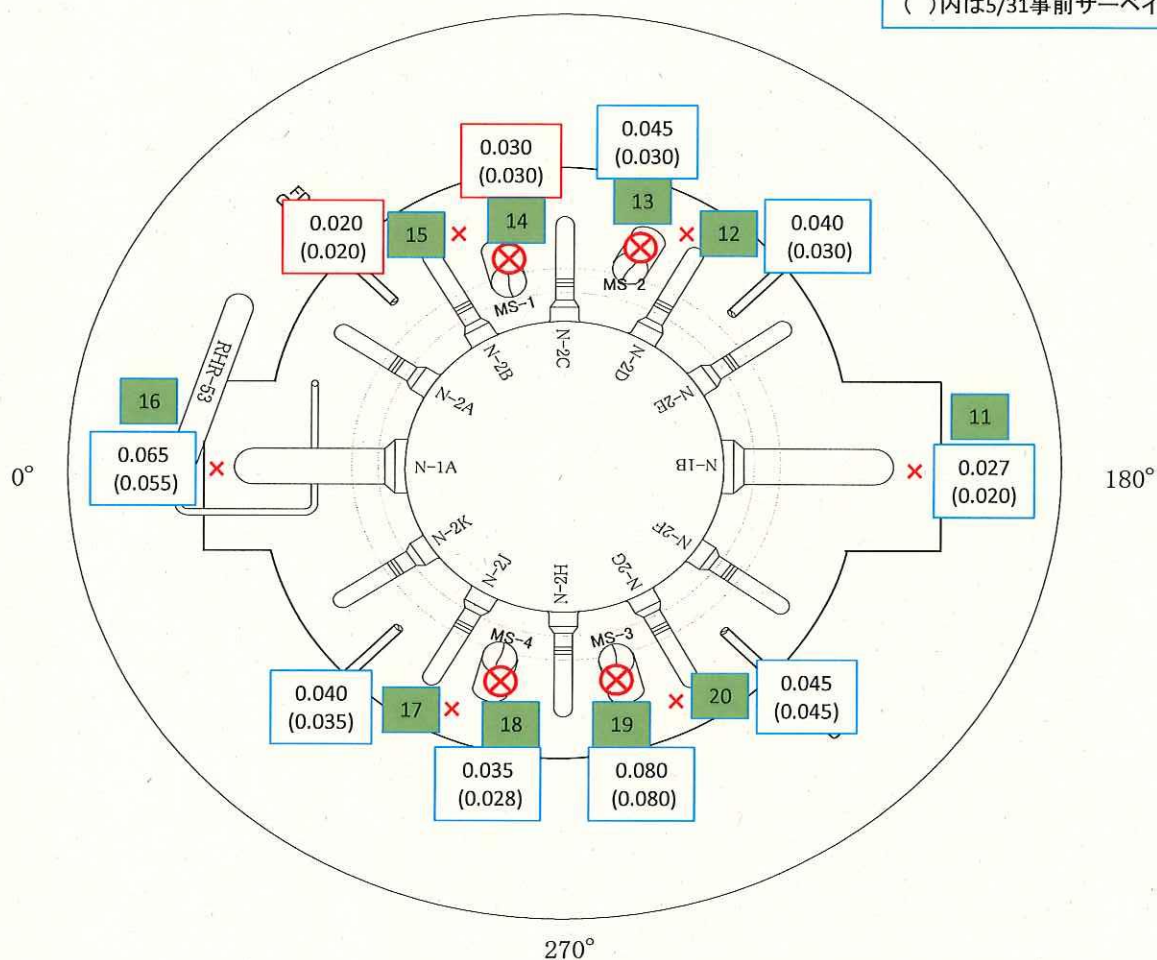 ( )内は5/31事前サーベイ
0.045
(0.030)
0.030
(0.030)
13
14
0.020
(0.020)
15
12
0.040
(0.030)
MS-1
MS-2
N-2B
N-2C
N-2D
RHR-53
N-2A
N-2E
16
11
0.065
(0.055)
0°
N-1A
N-1B
0.027
(0.020)
180°
N-2K
N-2F
N-2J
N-2H
N-2G
MS-4
MS-3
0.040
(0.035)
17
18
19
20
0.045
(0.045)
0.035
(0.028)
0.080
(0.080)
270°